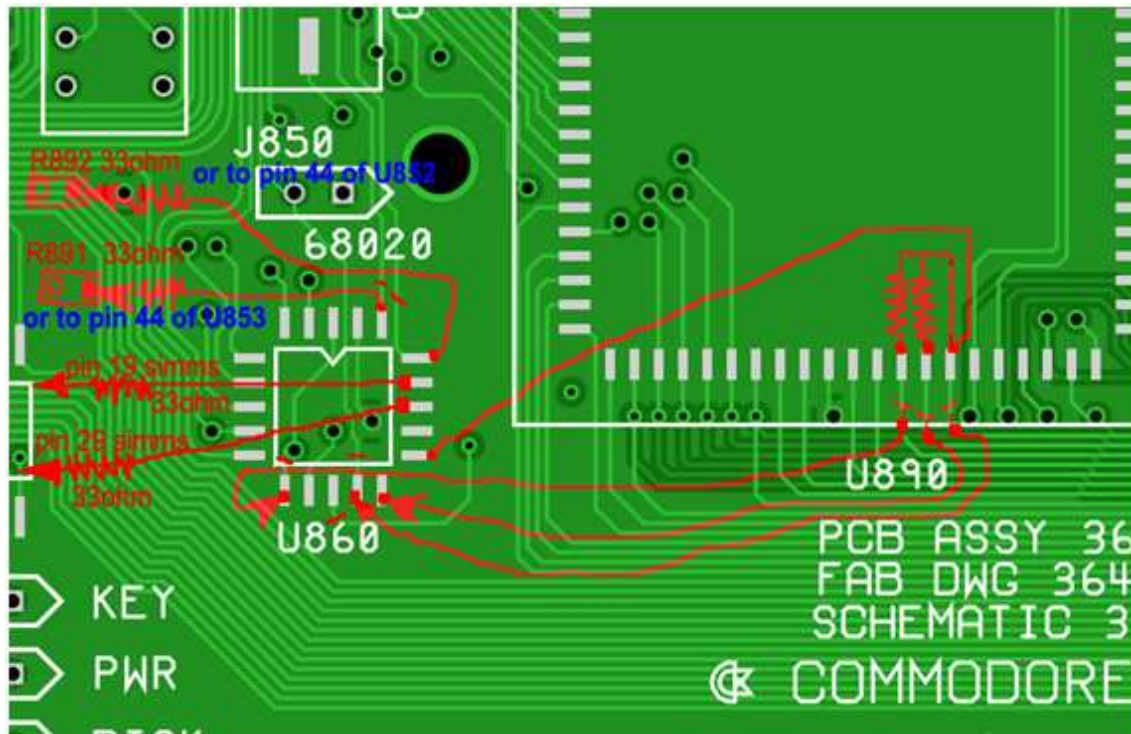 J850
R892 33ohm
or to pin 44 of U852
68020
R891 33ohm
or to pin 44 of U853
pin 19 simms
33ohm
pin 29 simms
33ohm
U890
U860
PCB ASSY 36
FAB DWG 364
SCHEMATIC 3
KEY
PWR
COMMODORE